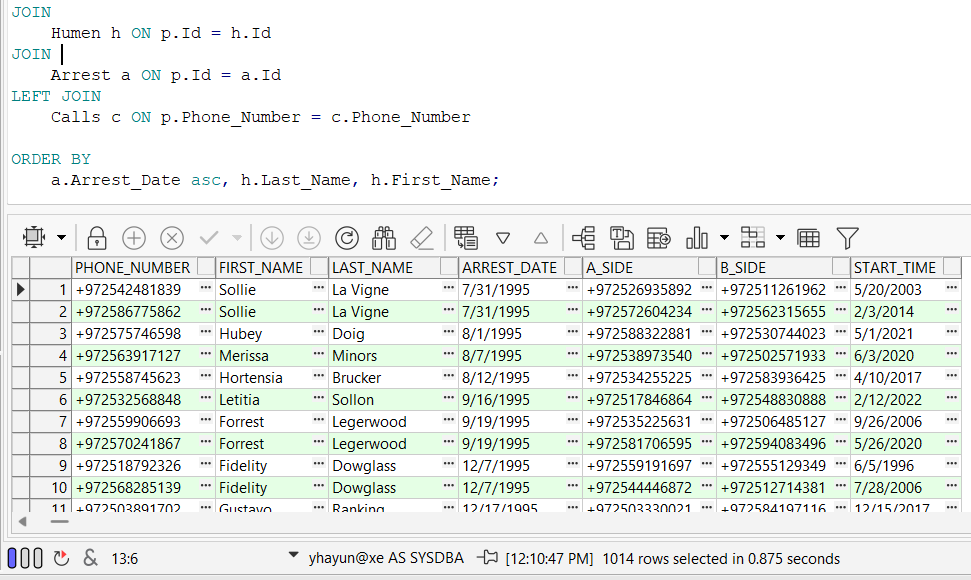 JOIN
Humen h ON p.Id = h.Id
JOIN
Arrest a ON p.Id = a.Id
LEFT JOIN
Calls c ON p.Phone_Number = c.Phone_Number
ORDER BY
a.Arrest_Date asc, h.Last_Name, h.First_Name;
PHONE_NUMBER FIRST_NAME LAST_NAME ARREST_DATE A_SIDE B_SIDE START_TIME
1 +972542481839 ... Sollie ... La Vigne ... 7/31/1995 ... +972526935892 ... +972511261962 ... 5/20/2003 ...
2 +972586775862 ... Sollie ... La Vigne ... 7/31/1995 ... +972572604234 ... +972562315655 ... 2/3/2014 ...
3 +972575746598 ... Hubey ... Doig ... 8/1/1995 ... +972588322881 ... +972530744023 ... 5/1/2021 ...
4 +972563917127 ... Merissa ... Minors ... 8/7/1995 ... +972538973540 ... +972502571933 ... 6/3/2020 ...
5 +972558745623 ... Hortensia ... Brucker ... 8/12/1995 ... +972534255225 ... +972583936425 ... 4/10/2017 ...
6 +972532568848 ... Letitia ... Sollon ... 9/16/1995 ... +972517846864 ... +972548830888 ... 2/12/2022 ...
7 +972559906693 ... Forrest ... Legerwood ... 9/19/1995 ... +972535225631 ... +972506485127 ... 9/26/2006 ...
8 +972570241867 ... Forrest ... Legerwood ... 9/19/1995 ... +972581706595 ... +972594083496 ... 5/26/2020 ...
9 +972518792326 ... Fidelity ... Dowglass ... 12/7/1995 ... +972559191697 ... +972555129349 ... 6/5/1996 ...
10 +972568285139 ... Fidelity ... Dowglass ... 12/7/1995 ... +972544446872 ... +972512714381 ... 7/28/2006 ...
11 +972503891702 ... Gustavo ... Ranking ... 12/17/1995 ... +972503330021 ... +972584197116 ... 12/15/2017 ...
& 13:6 yhayun@xe AS SYSDBA [12:10:47 PM] 1014 rows selected in 0.875 seconds